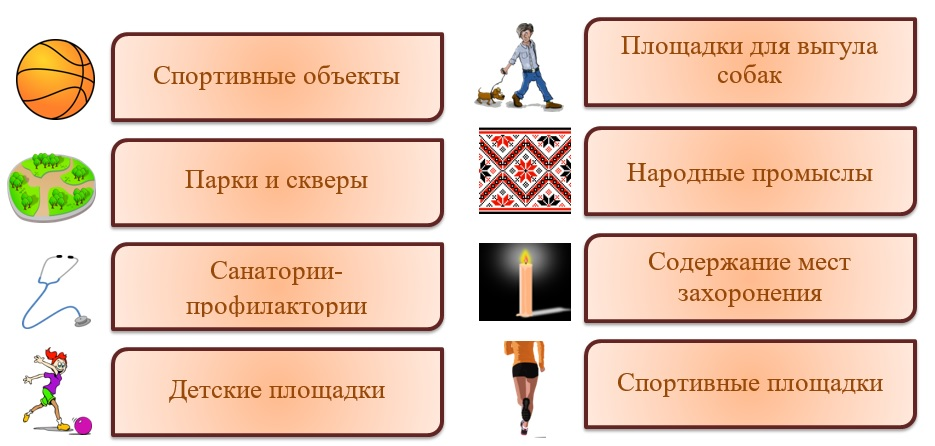 Спортивные объекты
Парки и скверы
Санатории-
профилактории
Детские площадки
Площадки для выгула
собак
Народные промыслы
Содержание мест
захоронения
Спортивные площадки